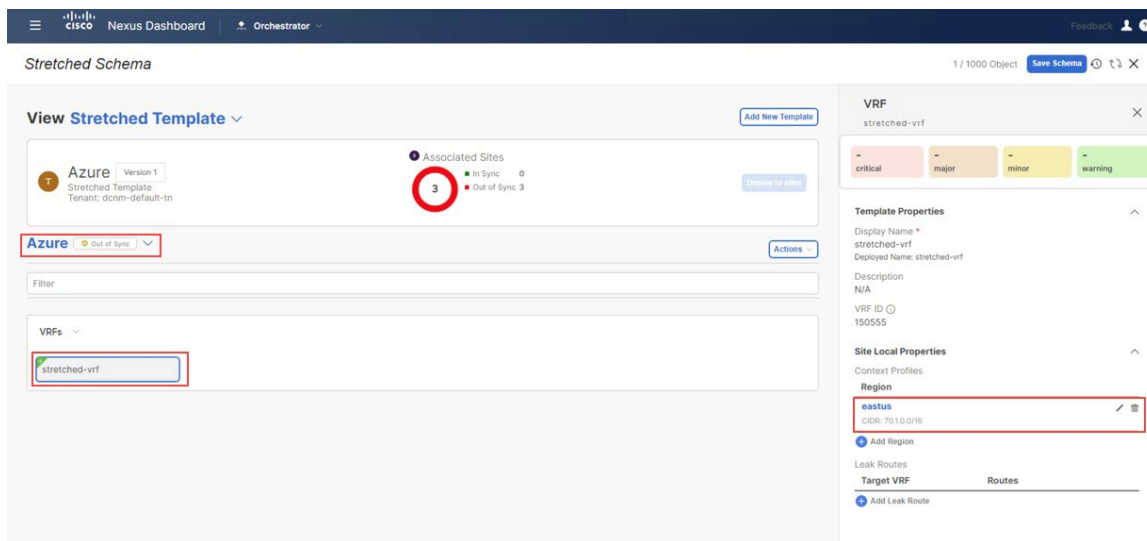 CISCO Nexus Dashboard
Orchestrator
Feedback
Stretched Schema
1 / 1000 Object
Save Schema
View Stretched Template
Add New Template
T
Azure
Version 1
Stretched Template
Tenant: dcnm-default-tn
Associated Sites
3
In Sync 0
Out of Sync 3
Deploy to sites
Azure
Out of Sync
Actions
Filter
VRFs
stretched-vrf
VRF
stretched-vrf
- critical
- major
- minor
- warning
Template Properties
Display Name *
stretched-vrf
Deployed Name: stretched-vrf
Description
N/A
VRF ID
150555
Site Local Properties
Context Profiles
Region
eastus
CIDR: 70.1.0.0/16
Add Region
Leak Routes
Target VRF Routes
Add Leak Route